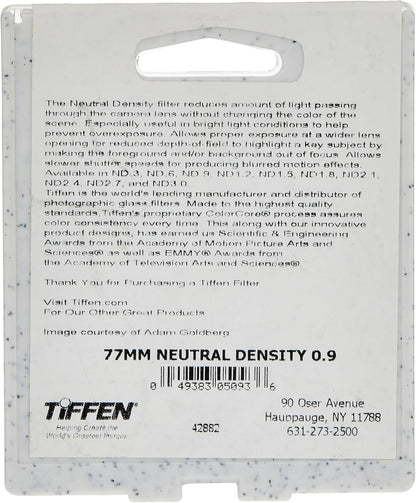 The Neutral Density filter reduces amount of light passing
through the camera lens without changing the color of the
scene. Especially useful in bright light conditions to help
prevent overexposure. Allows proper exposure at a wider lens
opening for reduced depth-of-field to highlight a key subject by
making the foreground and/or background out of focus. Allows
slower shutter speeds for producing blurred motion effects.
Available in ND.3, ND.6, ND.9, ND1.2, ND1.5, ND1.8, ND2.1,
ND2.4, ND2.7, and ND3.0.
Tiffen is the world's leading manufacturer and distributor of
photographic glass filters. Made to the highest quality
standards,Tiffen's proprietary ColorCore® process assures
color consistency every time. This along with our innovative
product designs, has earned us Scientific & Engineering
Awards from the Academy of Motion Picture Arts and
Sciences® as well as EMMY® Awards from
the Academy of Television Arts and Sciences®.
Thank You for Purchasing a Tiffen Filter
Visit Tiffen.com
For Our Other Great Products
Image courtesy of Adam Goldberg
77MM NEUTRAL DENSITY 0.9
0 49383 05093 6
TIFFEN®
Helping Create the
World's Greatest Images
42882
90 Oser Avenue
Hauppauge, NY 11788
631-273-2500